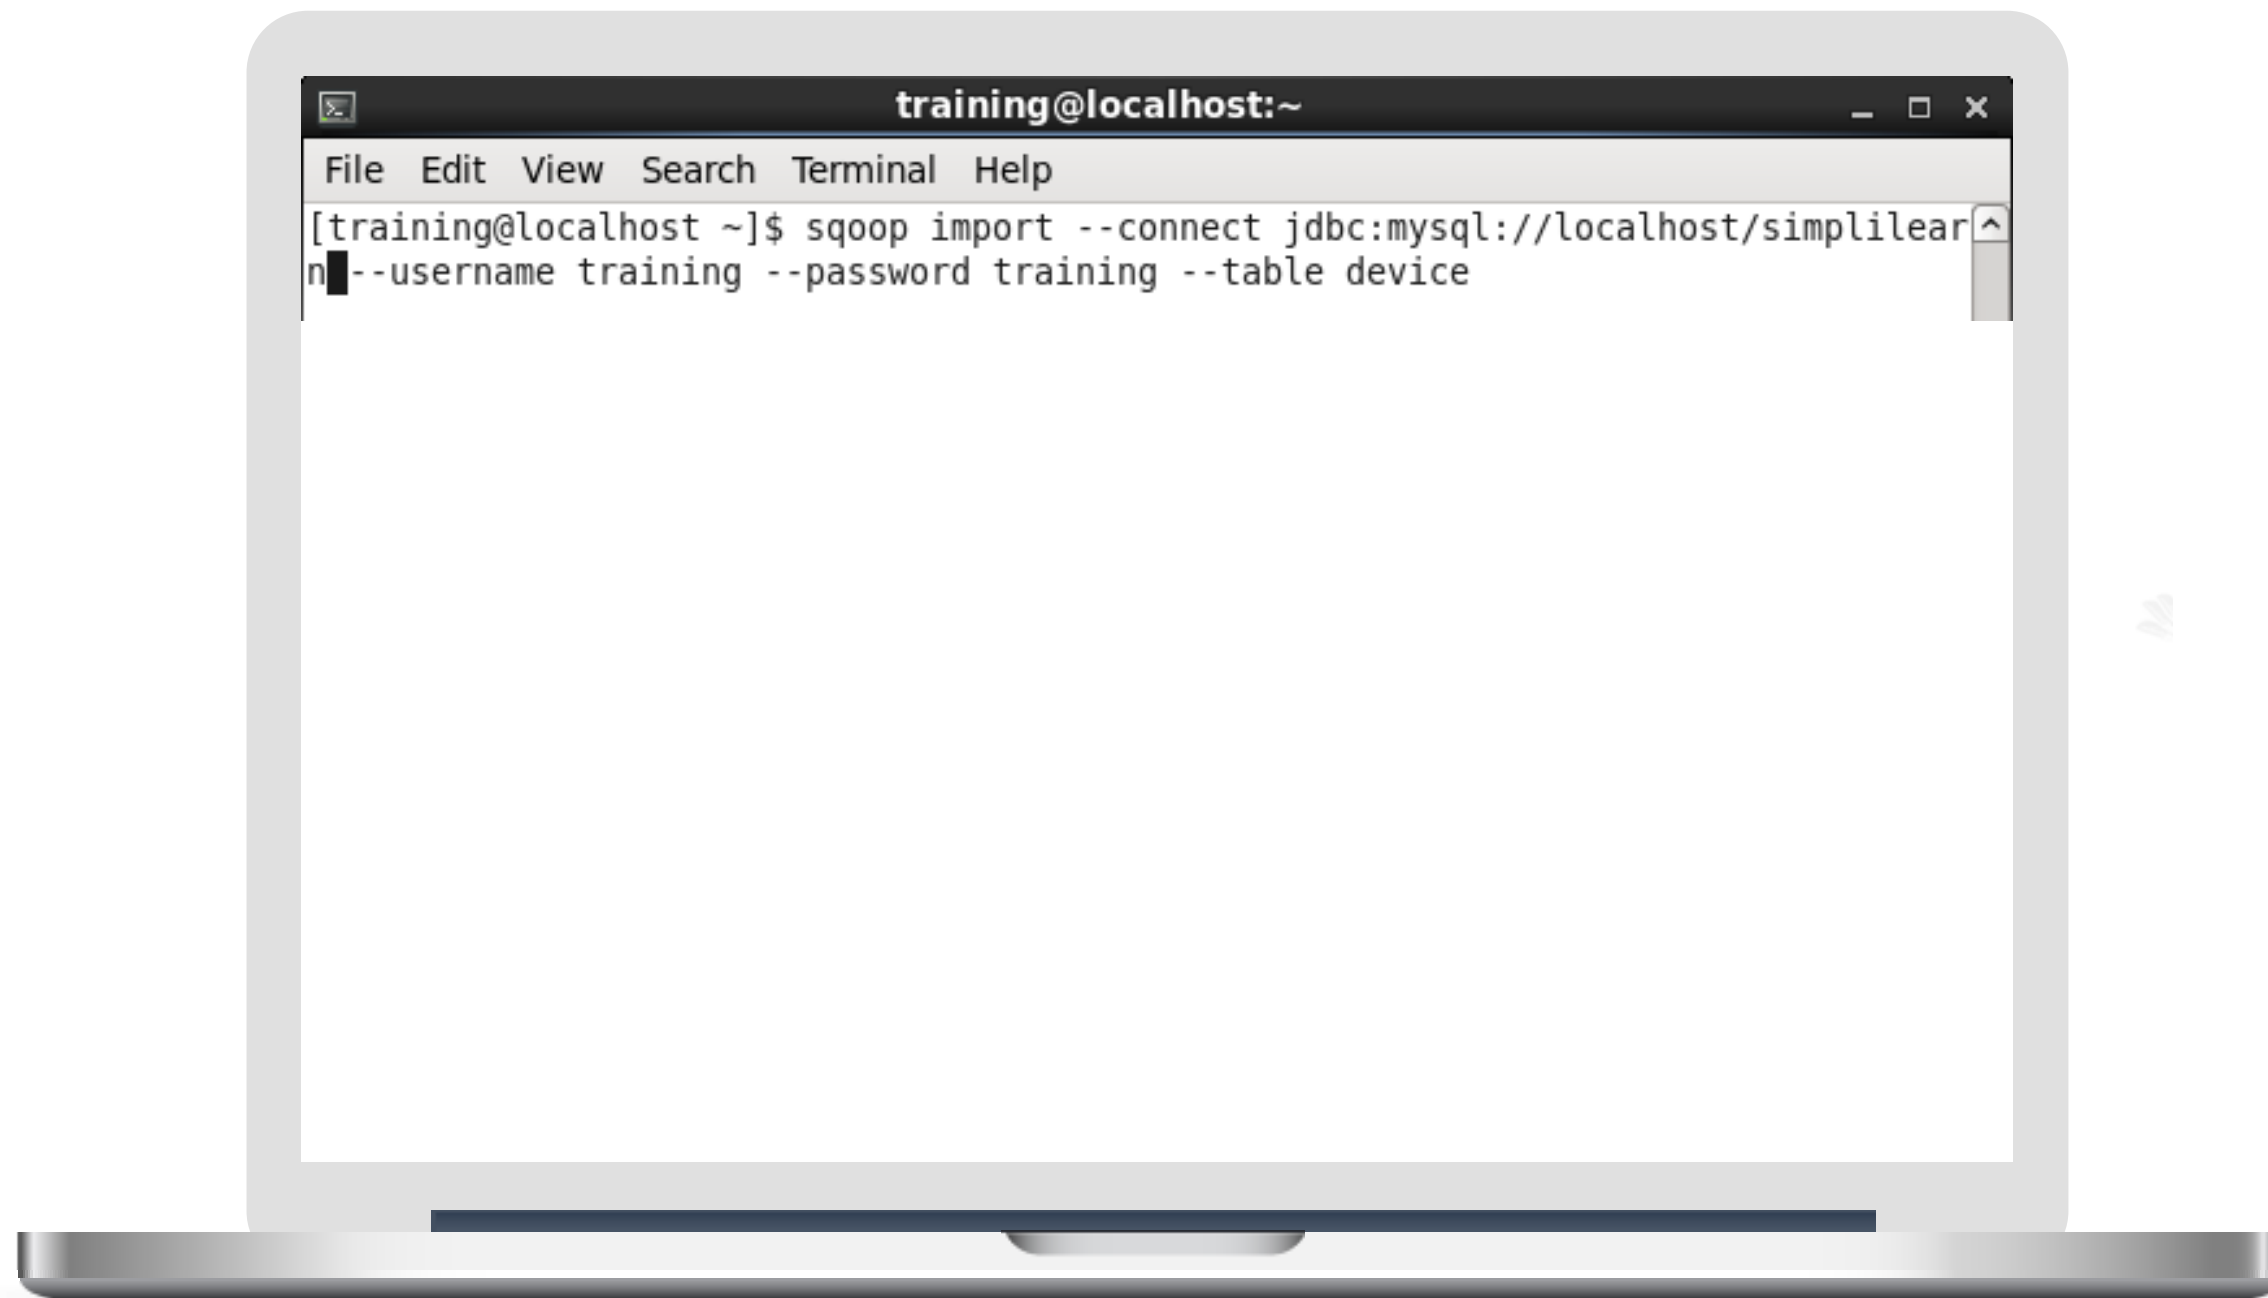 training@localhost:~
File Edit View Search Terminal Help
[training@localhost ~]$ sqoop import --connect jdbc:mysql://localhost/simplilear
n --username training --password training --table device